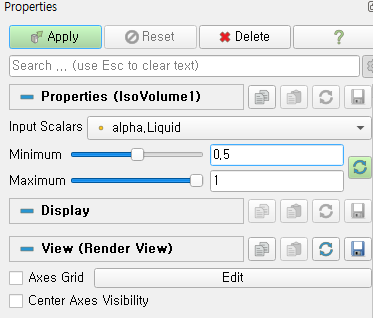 Properties
Apply Reset Delete ?
Search ... (use Esc to clear text)
Properties (IsoVolume1)
Input Scalars alpha.Liquid
Minimum 0.5
Maximum 1
Display
View (Render View)
Axes Grid Edit
Center Axes Visibility